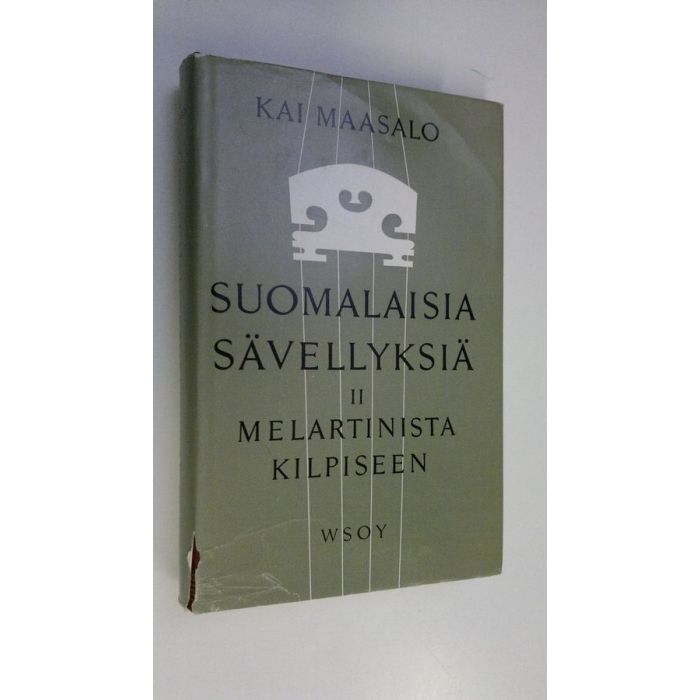 KAI MAASALO
SUOMALAISIA
SÄVELLYKSIÄ
II
MELARTINISTA
KILPISEEN
WSOY